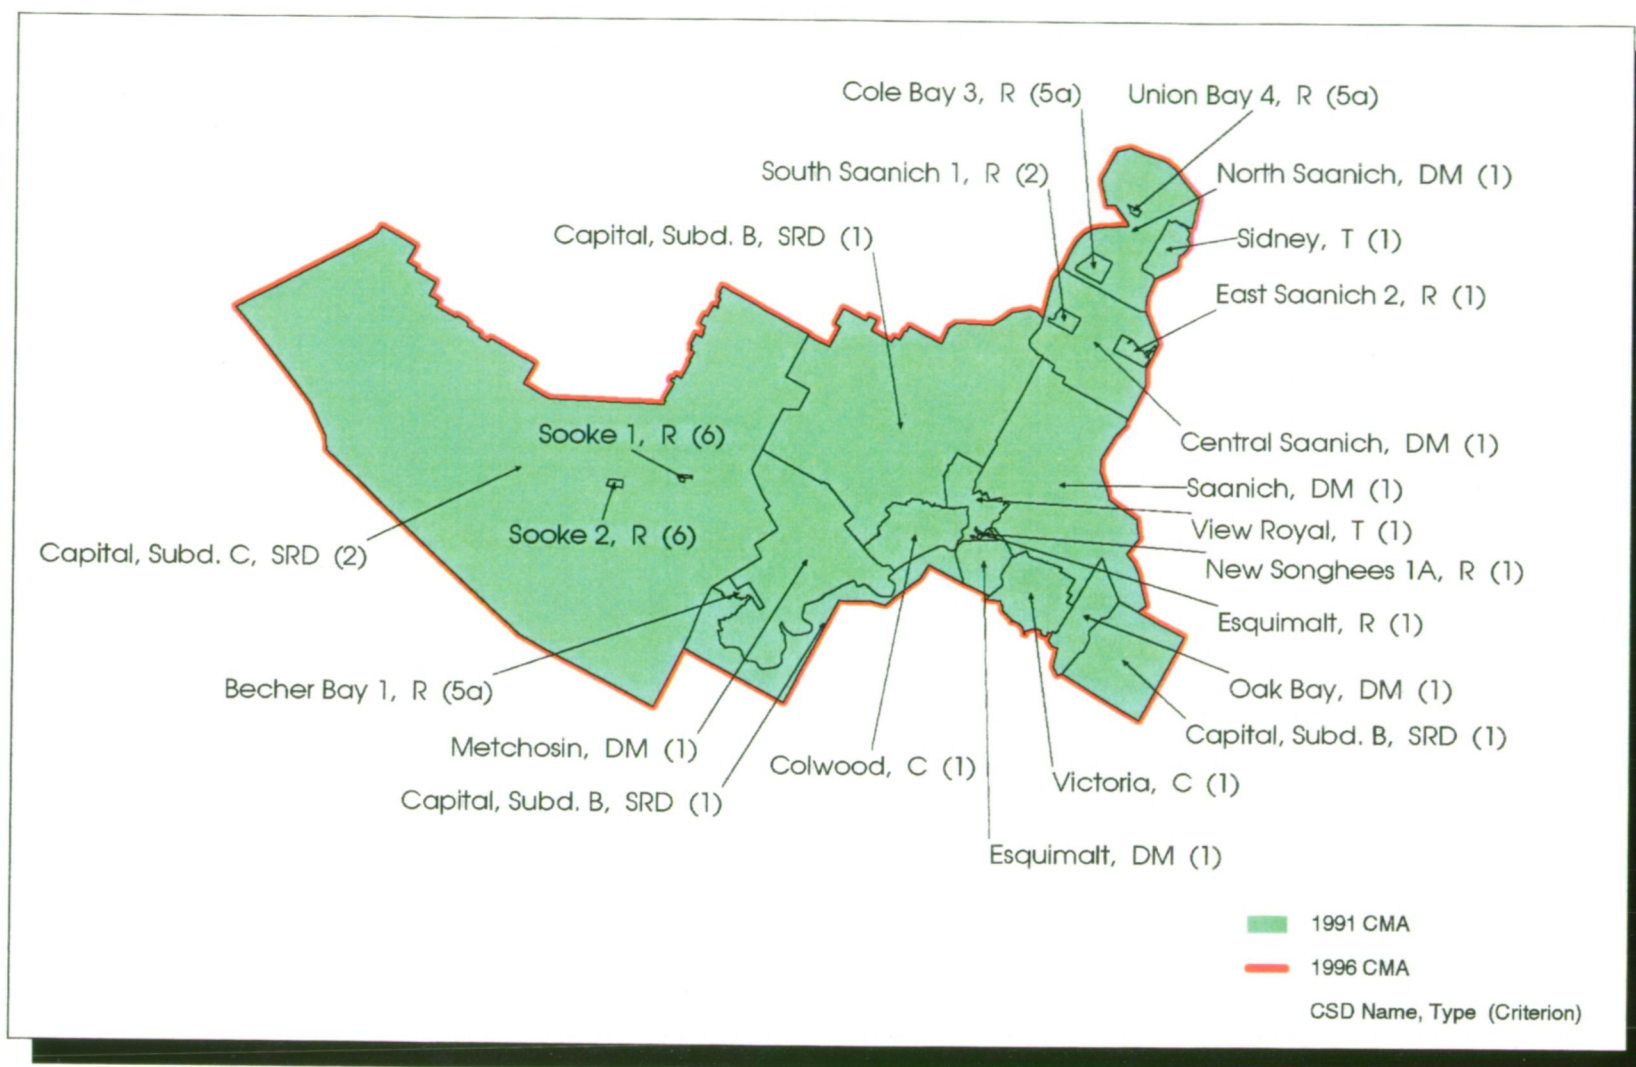 Cole Bay 3, R (5a)
Union Bay 4, R (5a)
South Saanich 1, R (2)
North Saanich, DM (1)
Capital, Subd. B, SRD (1)
Sidney, T (1)
East Saanich 2, R (1)
Sooke 1, R (6)
Central Saanich, DM (1)
Saanich, DM (1)
Sooke 2, R (6)
View Royal, T (1)
Capital, Subd. C, SRD (2)
New Songhees 1A, R (1)
Esquimalt, R (1)
Becher Bay 1, R (5a)
Oak Bay, DM (1)
Capital, Subd. B, SRD (1)
Metchosin, DM (1)
Colwood, C (1)
Victoria, C (1)
Capital, Subd. B, SRD (1)
Esquimalt, DM (1)
1991 CMA
1996 CMA
CSD Name, Type (Criterion)